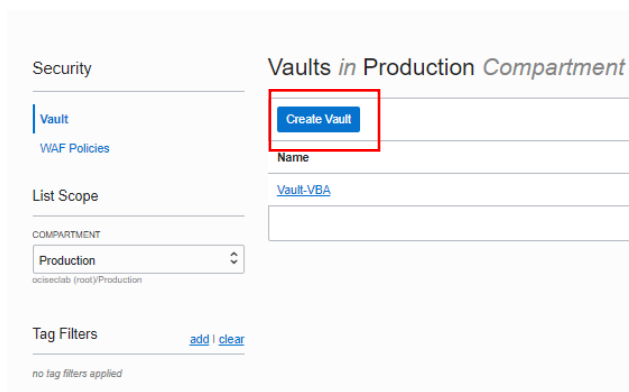 Security
Vault
WAF Policies
List Scope
COMPARTMENT
Production
ociseclab (root)/Production
Tag Filters
add | clear
no tag filters applied
Vaults in Production Compartment
Create Vault
Name
Vault-VBA